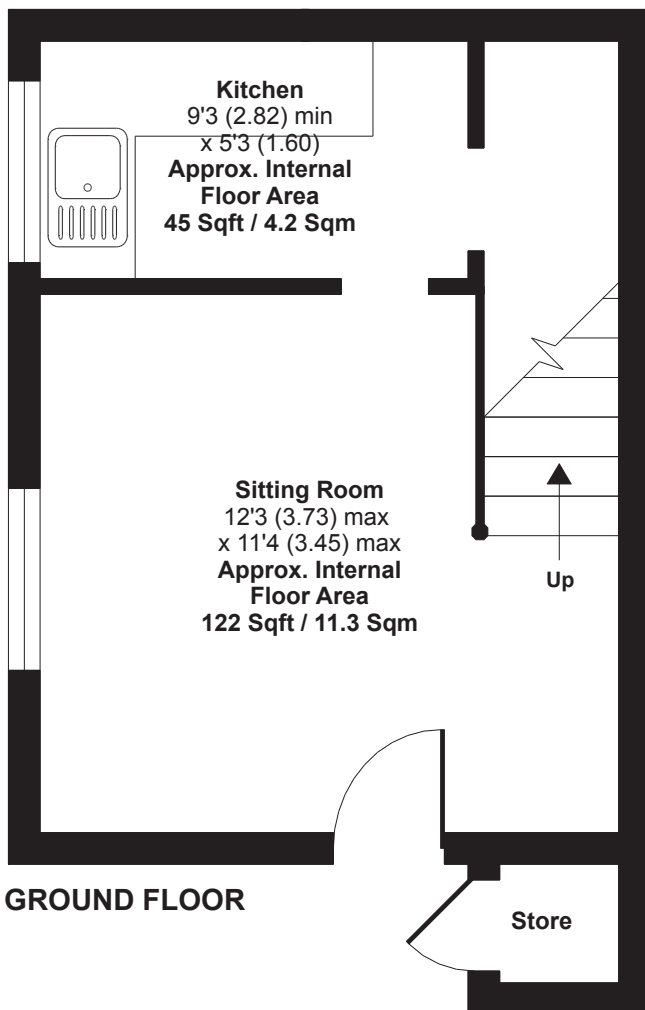 Kitchen
9'3 (2.82) min
x 5'3 (1.60)
Approx. Internal
Floor Area
45 Sqft / 4.2 Sqm
Sitting Room
12'3 (3.73) max
x 11'4 (3.45) max
Approx. Internal
Floor Area
122 Sqft / 11.3 Sqm
Up
GROUND FLOOR
Store